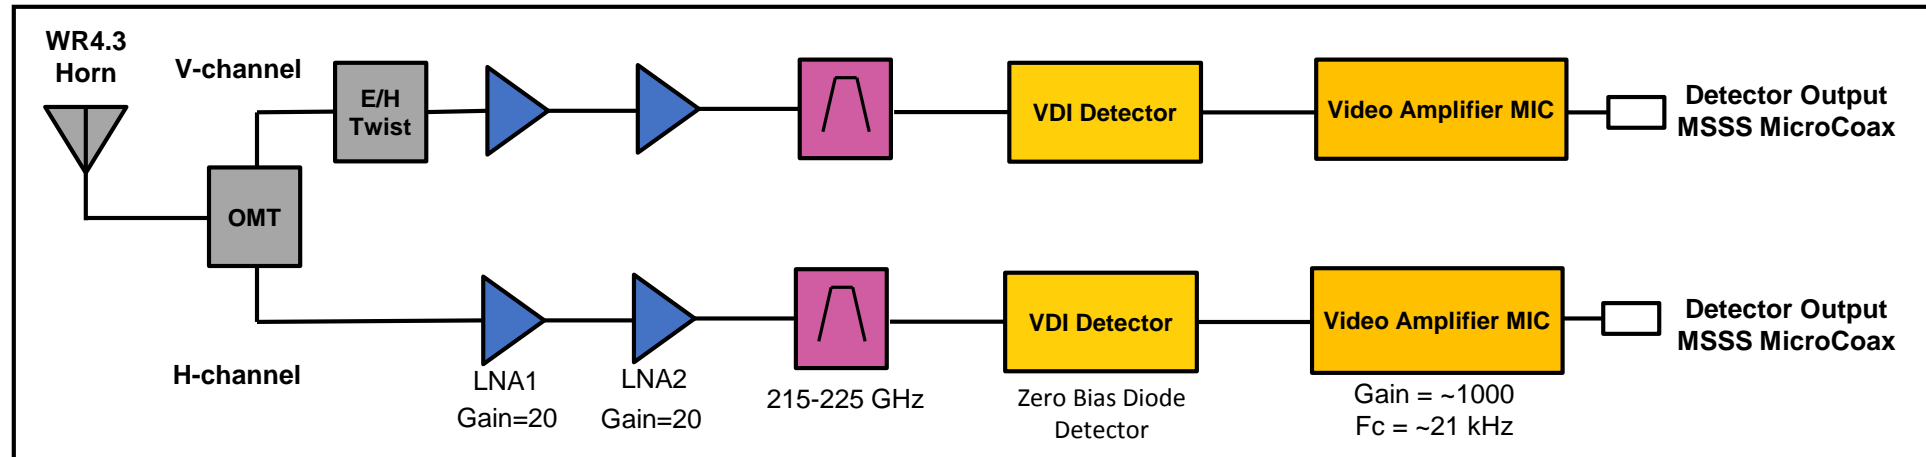 WR4.3
Horn
V-channel
E/H
Twist
VDI Detector
Video Amplifier MIC
Detector Output
MSSS MicroCoax
OMT
H-channel
LNA1
Gain=20
LNA2
Gain=20
215-225 GHz
VDI Detector
Zero Bias Diode
Detector
Video Amplifier MIC
Gain = ~1000
Fc = ~21 kHz
Detector Output
MSSS MicroCoax